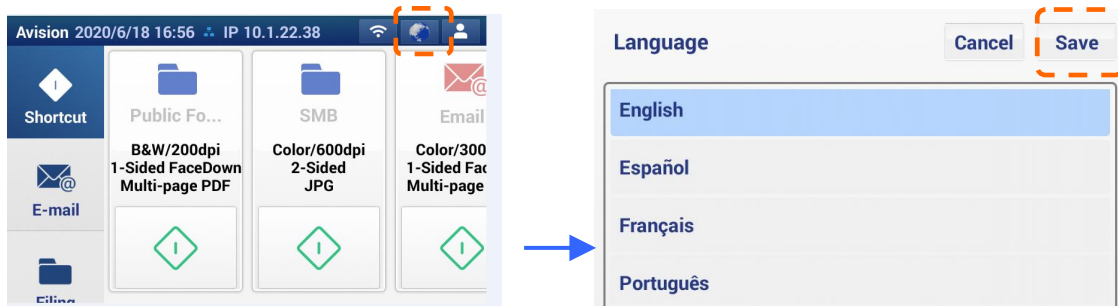 Avision 2020/6/18 16:56 IP 10.1.22.38
Shortcut
E-mail
Filing
Public Fo...
B&W/200dpi
1-Sided FaceDown
Multi-page PDF
SMB
Color/600dpi
2-Sided
JPG
Email
Color/300
1-Sided Fac
Multi-page
Language
Cancel
Save
English
Español
Français
Português